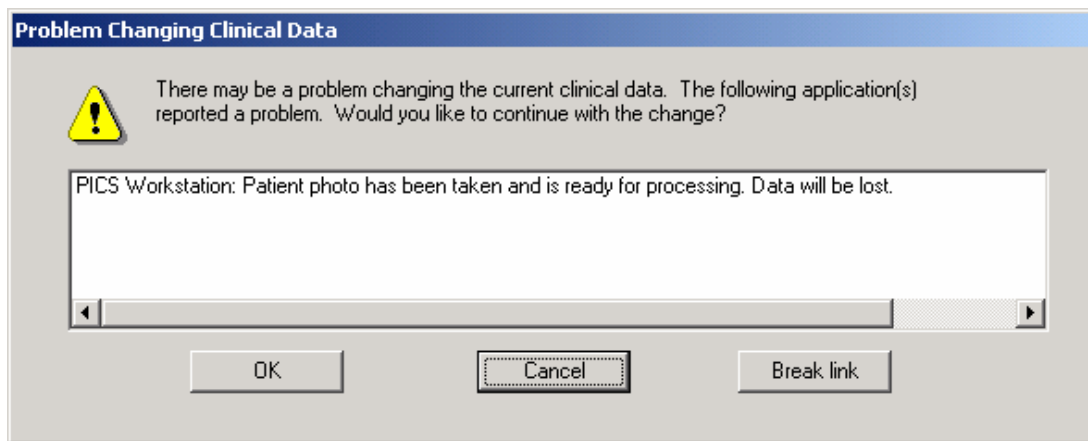 Problem Changing Clinical Data
There may be a problem changing the current clinical data.  The following application(s)
reported a problem.  Would you like to continue with the change?
PICS Workstation: Patient photo has been taken and is ready for processing. Data will be lost.
OK
Cancel
Break link